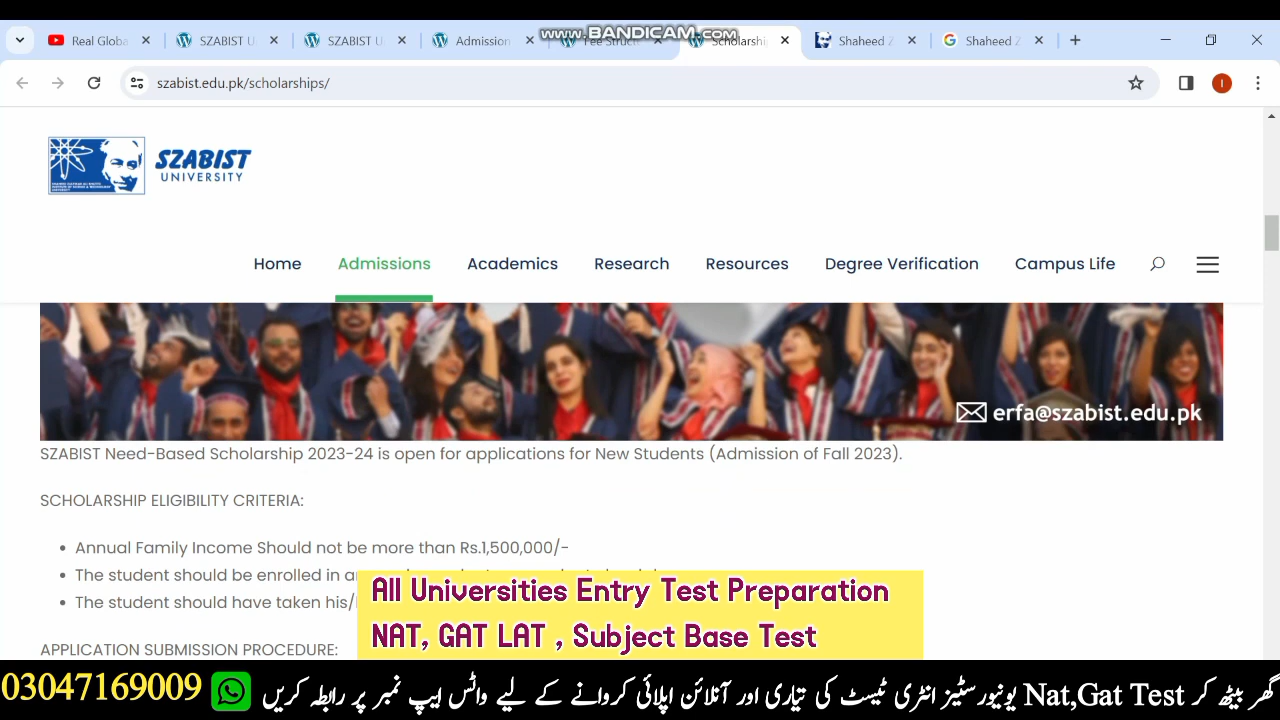 www.BANDICAM.com
Real Globa
SZABIST U
SZABIST U
Admission
Fee Struct
Scholarshi
Shaheed Z
Shaheed Z
szabist.edu.pk/scholarships/
I
SZABIST
UNIVERSITY
Home
Admissions
Academics
Research
Resources
Degree Verification
Campus Life
erfa@szabist.edu.pk
SZABIST Need-Based Scholarship 2023-24 is open for applications for New Students (Admission of Fall 2023).
SCHOLARSHIP ELIGIBILITY CRITERIA:
Annual Family Income Should not be more than Rs.1,500,000/-
The student should be enrolled in
The student should have taken his/
APPLICATION SUBMISSION PROCEDURE:
All Universities Entry Test Preparation
NAT, GAT LAT , Subject Base Test
گھر بیٹھ کر Nat,Gat Test یونیورسٹیز انٹری ٹیسٹ کی تیاری اور آنلائن اپلائی کروانے کے لیے واٹس ایپ نمبر پر رابطہ کریں 03047169009